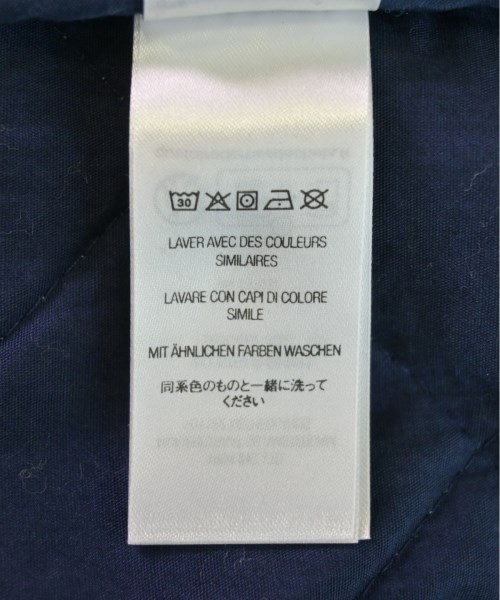 30
LAVER AVEC DES COULEURS
SIMILAIRES
LAVARE CON CAPI DI COLORE
SIMILE
MIT ÄHNLICHEN FARBEN WASCHEN
同系色のものと一緒に洗って
ください